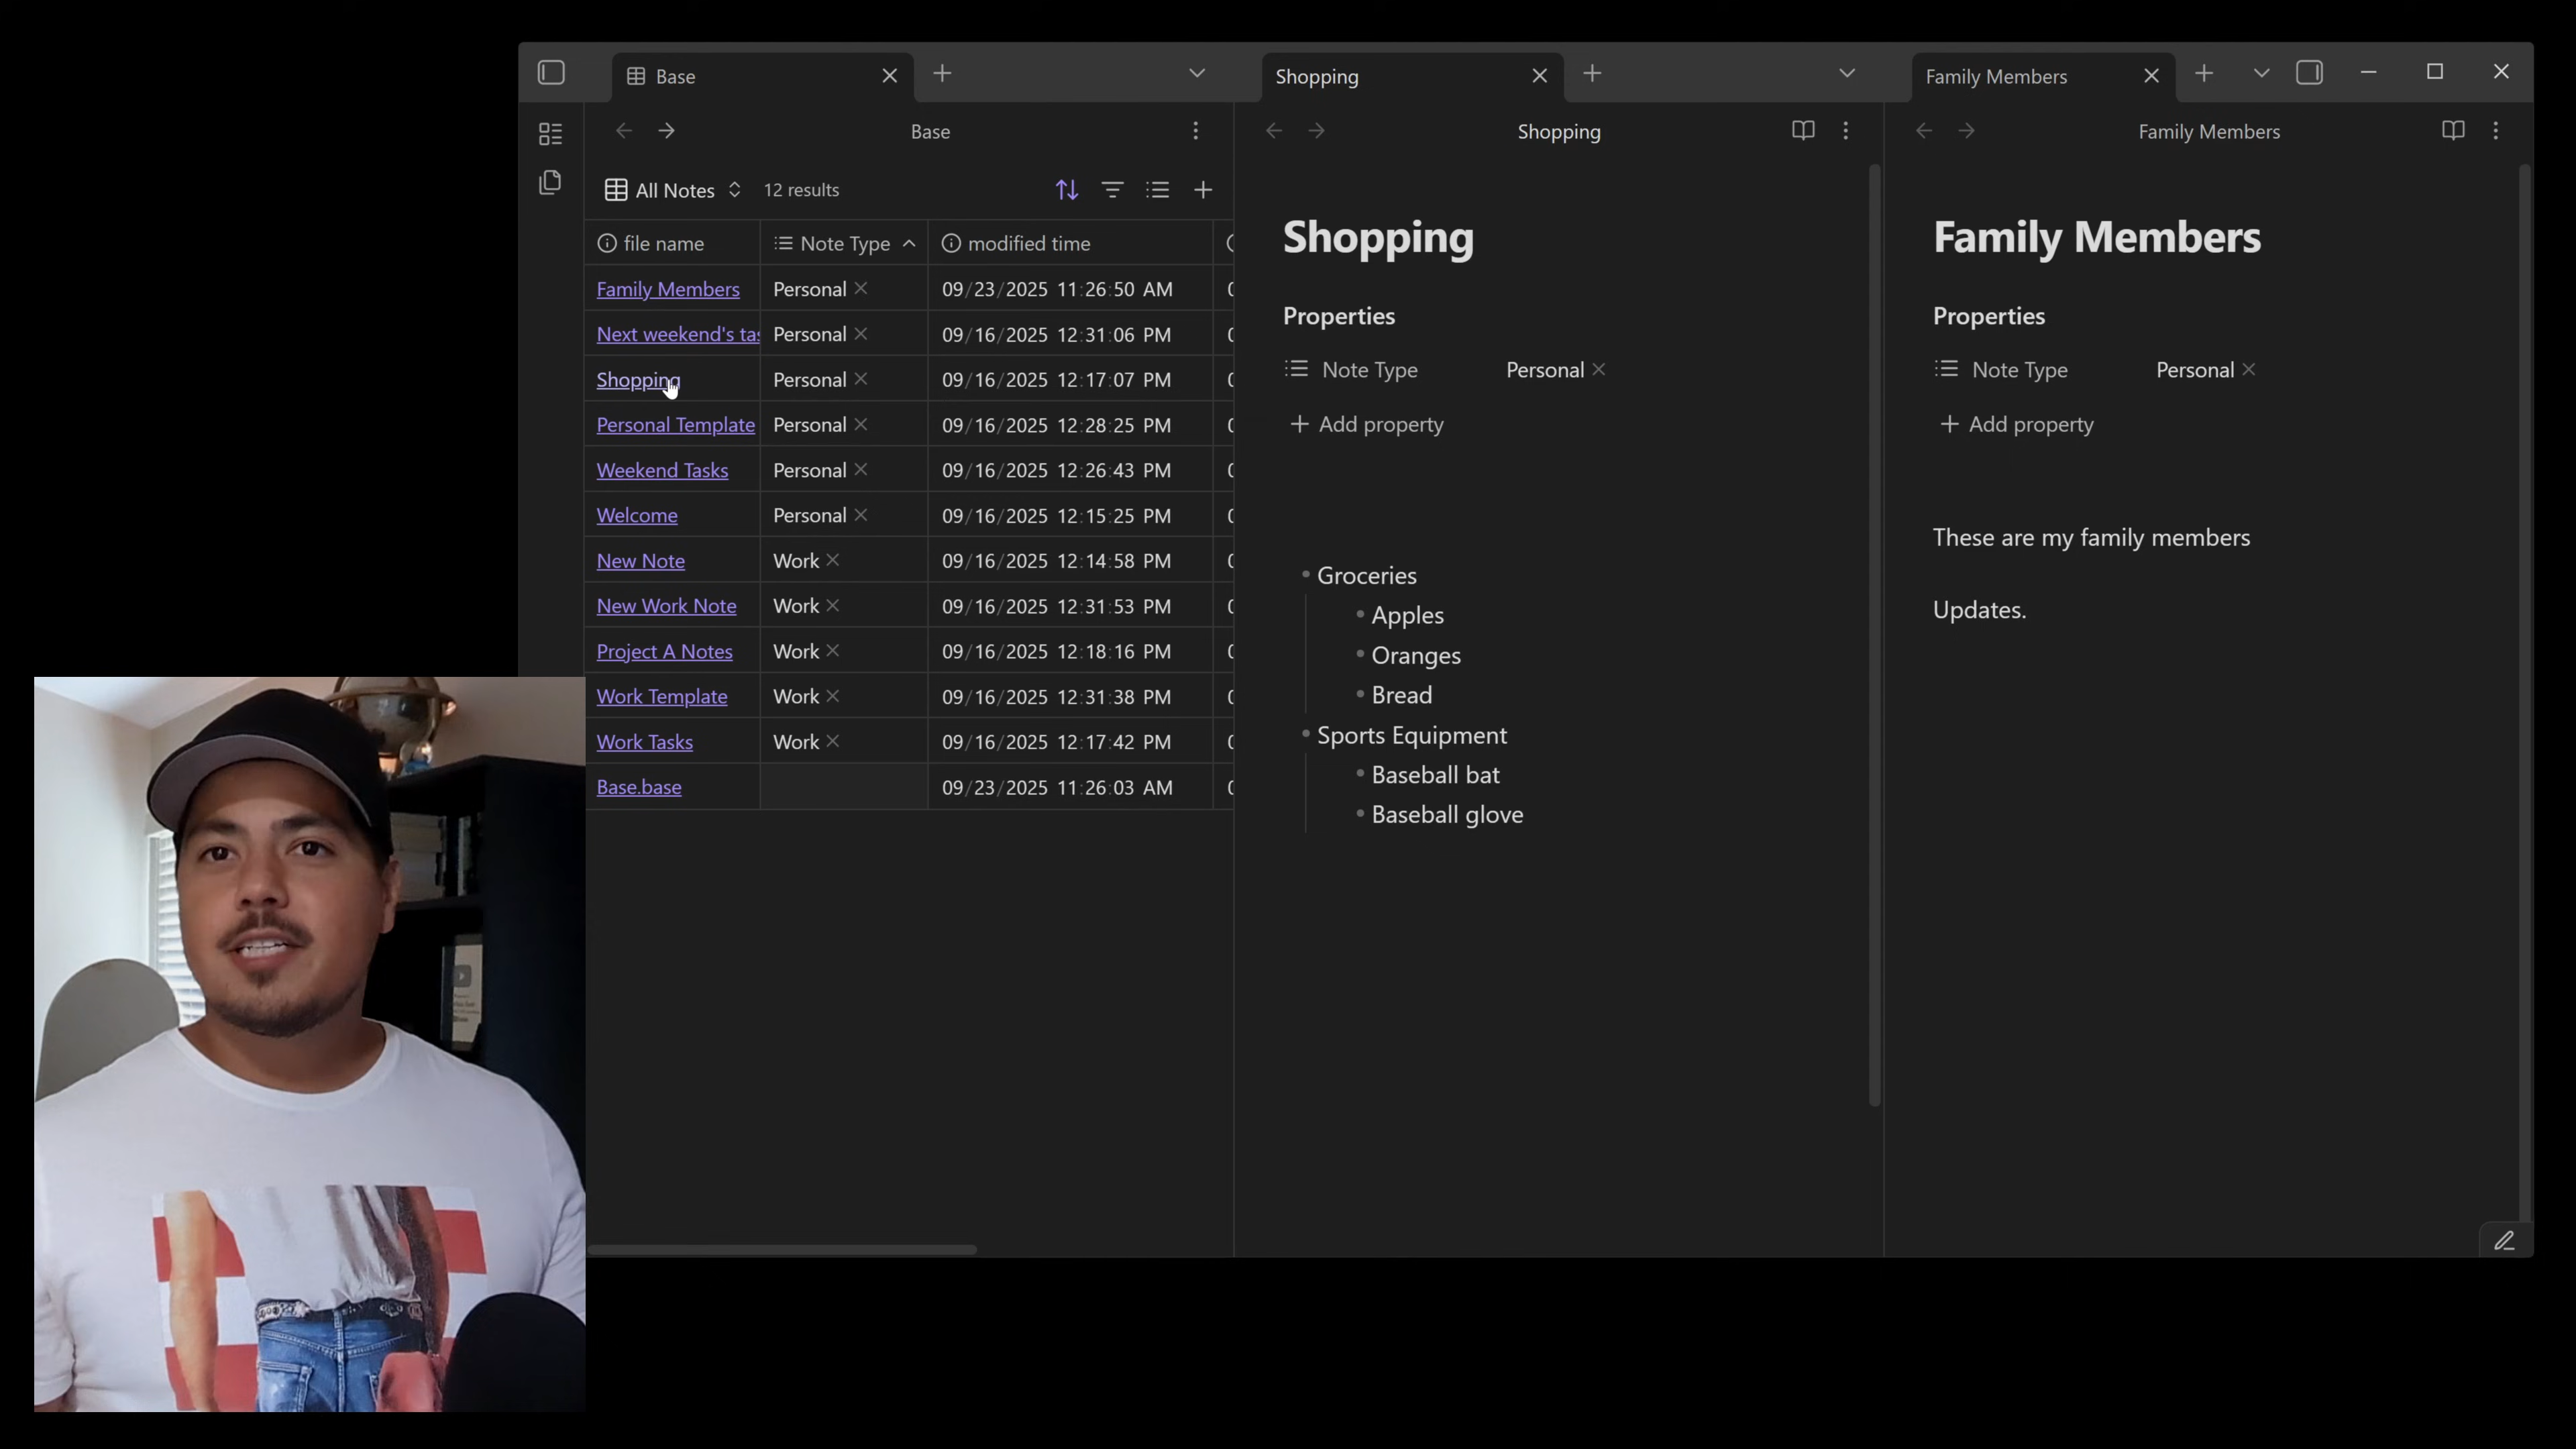 Base
Shopping
Family Members
Base
Shopping
Family Members
All Notes
12 results
file name
Note Type
modified time
Family Members
Personal
09/23/2025 11:26:50 AM
Next weekend's
Personal
09/16/2025 12:31:06 PM
Shopping
Personal
09/16/2025 12:17:07 PM
Personal Template
Personal
09/16/2025 12:28:25 PM
Weekend Tasks
Personal
09/16/2025 12:26:43 PM
Welcome
Personal
09/16/2025 12:15:25 PM
New Note
Work
09/16/2025 12:14:58 PM
New Work Note
Work
09/16/2025 12:31:53 PM
Project A Notes
Work
09/16/2025 12:18:16 PM
Work Template
Work
09/16/2025 12:31:38 PM
Work Tasks
Work
09/16/2025 12:17:42 PM
Base.base
09/23/2025 11:26:03 AM
Shopping
Properties
Note Type
Personal
Add property
Groceries
Apples
Oranges
Bread
Sports Equipment
Baseball bat
Baseball glove
Family Members
Properties
Note Type
Personal
Add property
These are my family members
Updates.